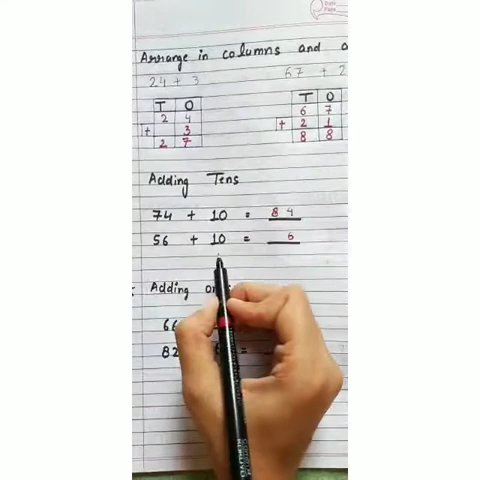 Arrange in columns and a
24 + 3 67 + 2
T O T O
2 4 6 7
+ 3 + 2 1
2 7 8 8
Adding Tens
74 + 10 = 84
56 + 10 = 6
Adding on
66
82 =